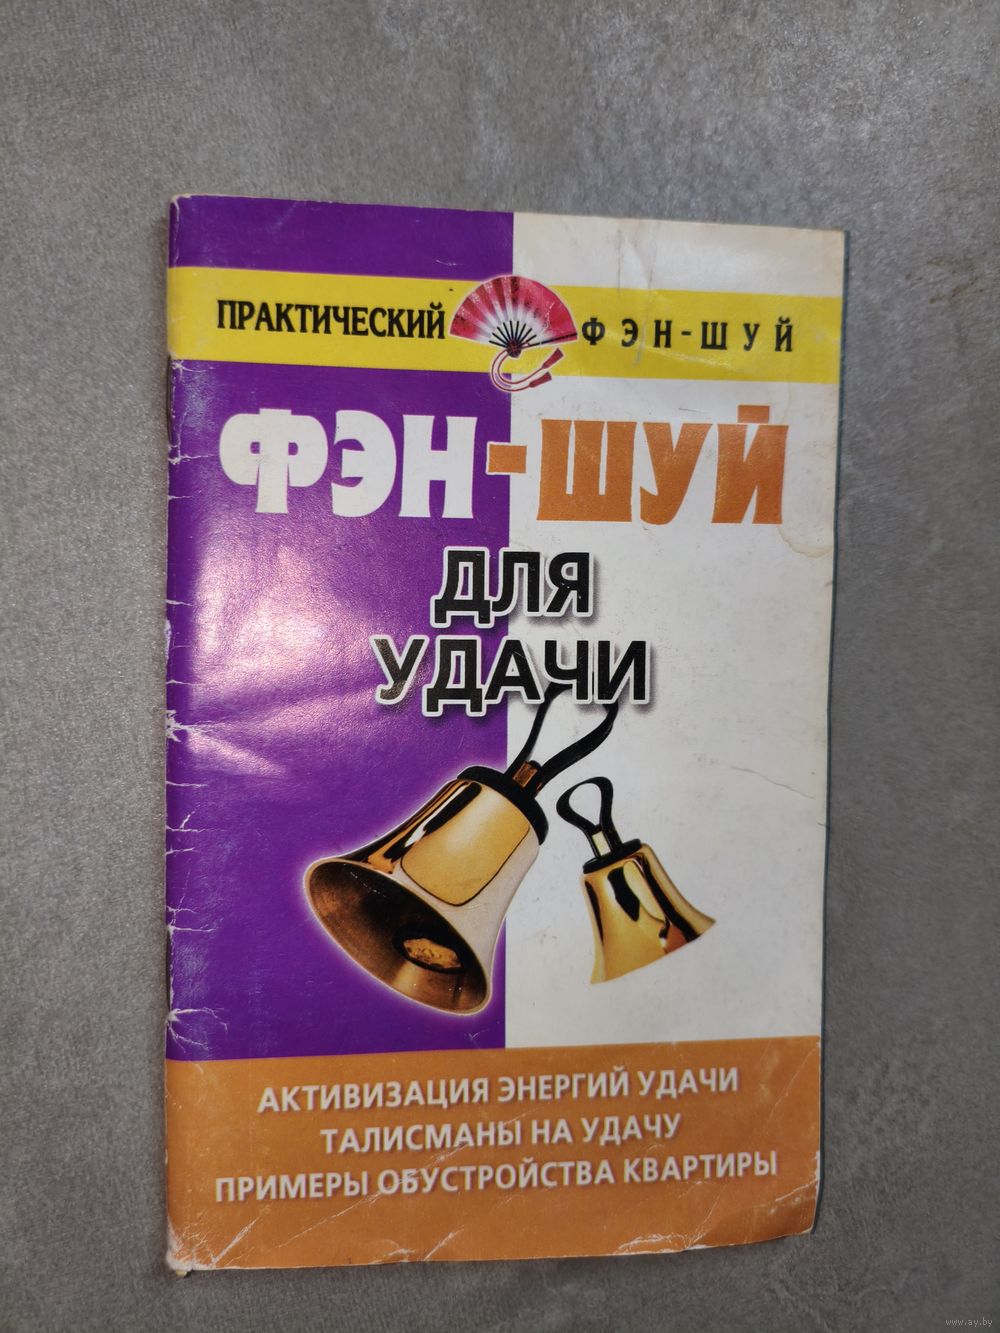 ПРАКТИЧЕСКИЙ ФЭН-ШУЙ
ФЭН-ШУЙ
ДЛЯ
УДАЧИ
АКТИВИЗАЦИЯ ЭНЕРГИЙ УДАЧИ
ТАЛИСМАНЫ НА УДАЧУ
ПРИМЕРЫ ОБУСТРОЙСТВА КВАРТИРЫ
www.ay.by